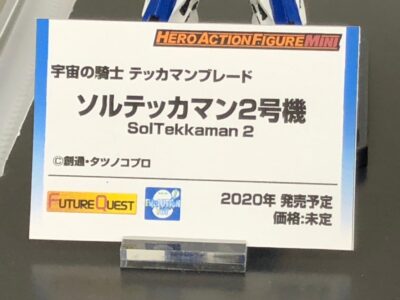 HERO ACTION FIGURE MINI
宇宙の騎士 テッカマンブレード
ソルテッカマン2号機
SolTekkaman 2
©創通・タツノコプロ
FUTURE QUEST
2020年 発売予定
価格:未定